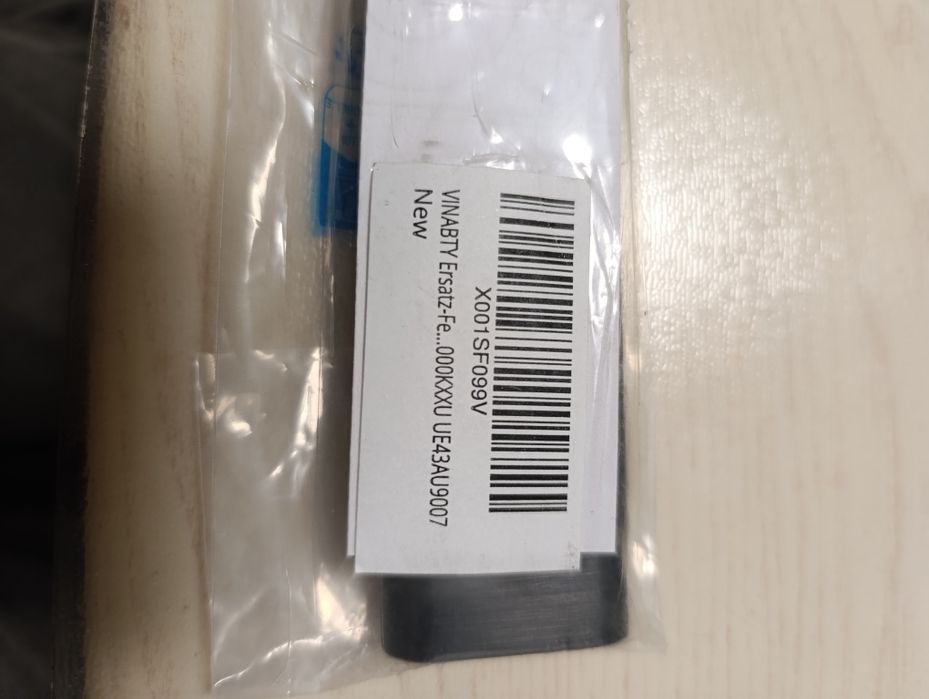 X001SF099V
VINABTY Ersatz-Fe...000KXXU UE43AU9007
New